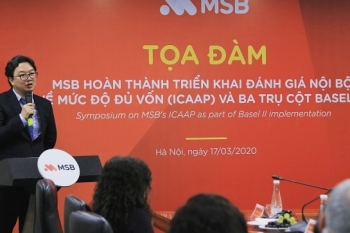 MSB
TỌA ĐÀM
MSB HOÀN THÀNH TRIỂN KHAI ĐÁNH GIÁ NỘI BỘ
MỨC ĐỘ ĐỦ VỐN (ICAAP) VÀ BA TRỤ CỘT BASEL
Symposium on MSB's ICAAP as part of Basel II implementation
Hà Nội, ngày 17/03/2020
MSB